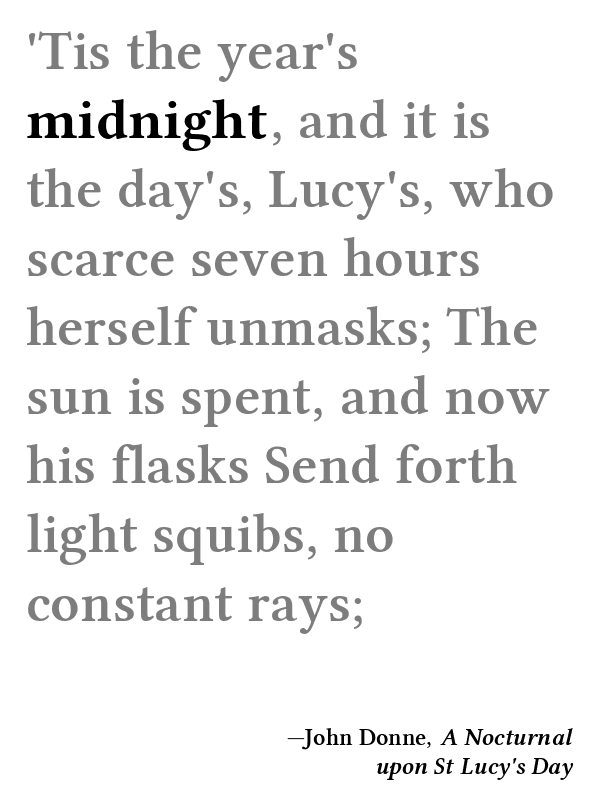 'Tis the year's
midnight, and it is
the day's, Lucy's, who
scarce seven hours
herself unmasks; The
sun is spent, and now
his flasks Send forth
light squibs, no
constant rays;
—John Donne, A Nocturnal
upon St Lucy's Day